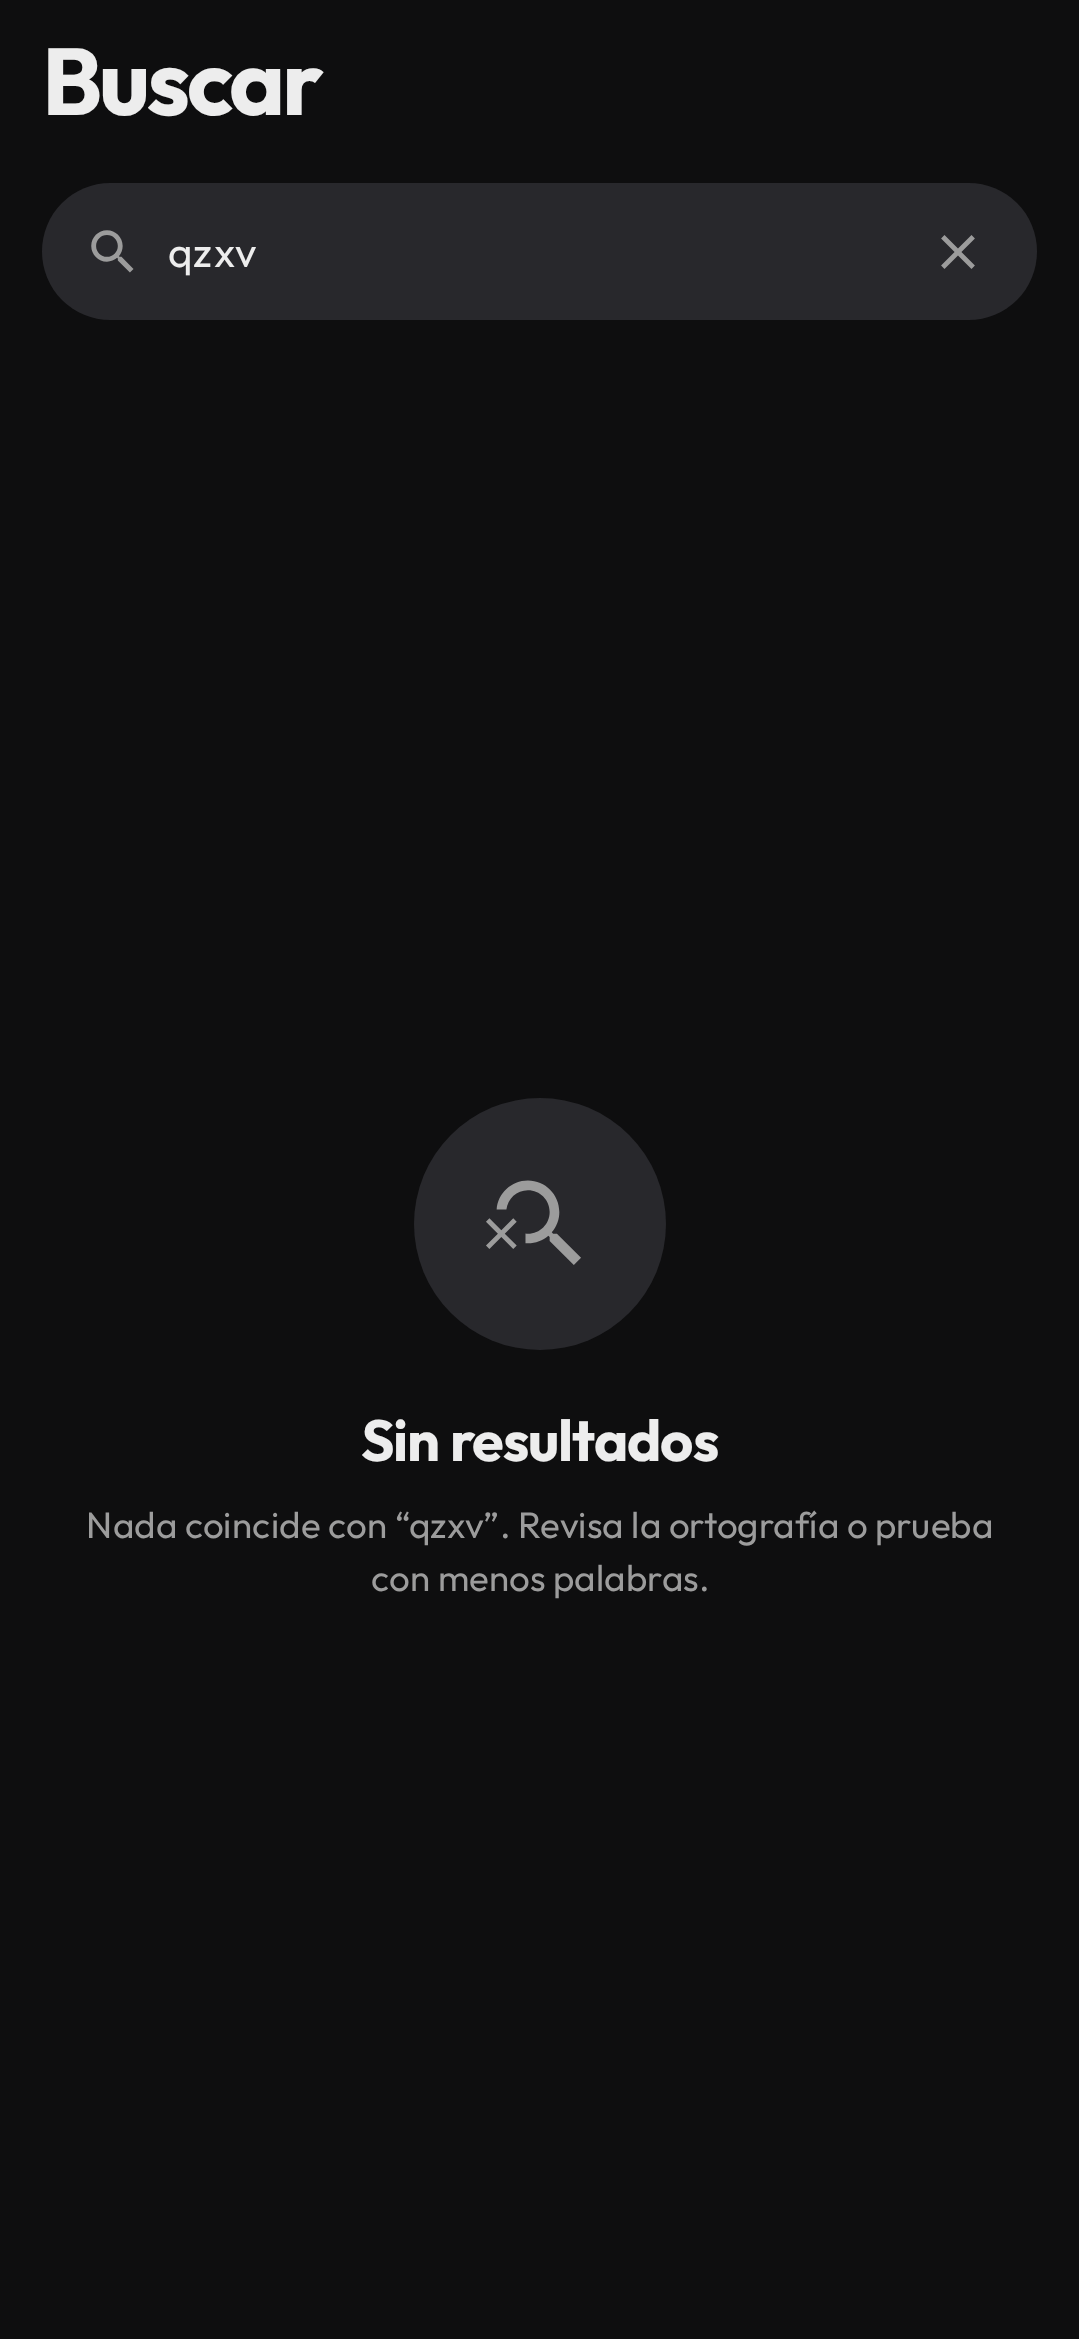 Buscar
qzxv
Sin resultados
Nada coincide con “qzxv”. Revisa la ortografía o prueba
con menos palabras.